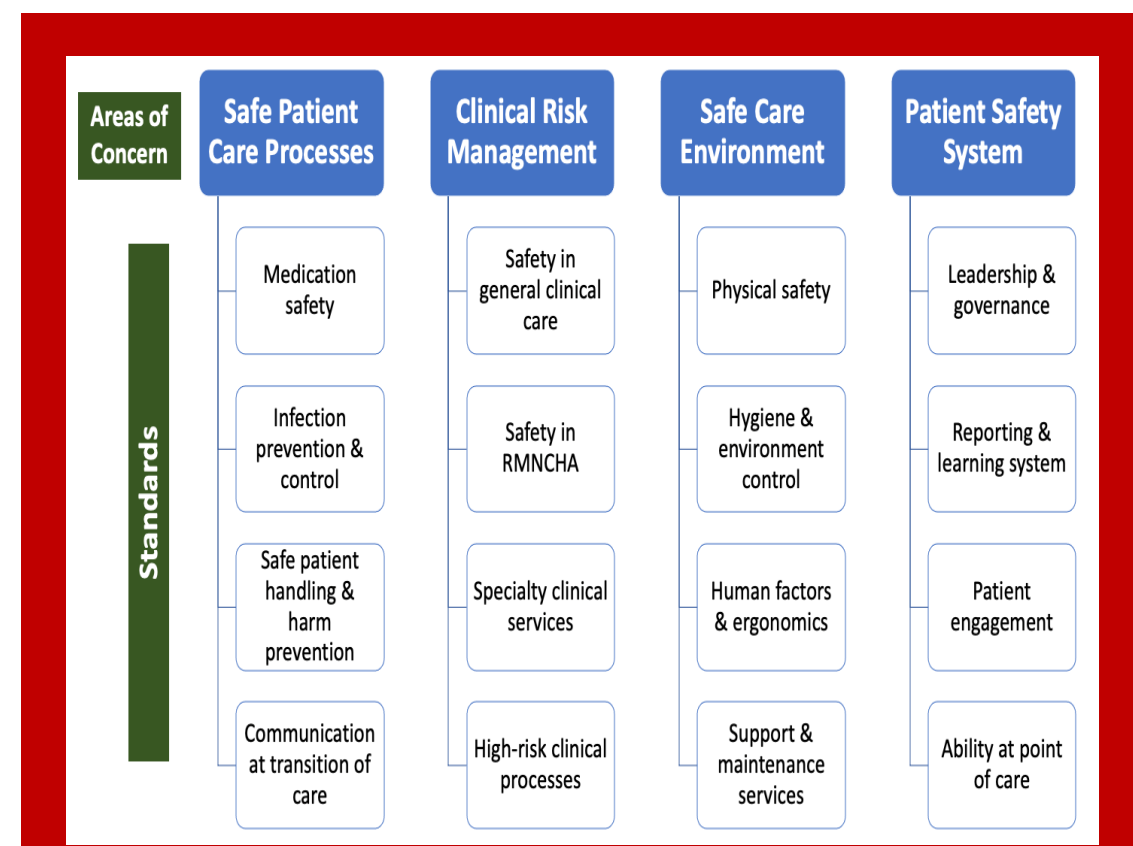 Areas of
Concern
Safe Patient
Care Processes
Clinical Risk
Management
Safe Care
Environment
Patient Safety
System
Standards
Medication
safety
Infection
prevention &
control
Safe patient
handling &
harm
prevention
Communication
at transition of
care
Safety in
general clinical
care
Safety in
RMNCHA
Specialty clinical
services
High-risk clinical
processes
Physical safety
Hygiene &
environment
control
Human factors
& ergonomics
Support &
maintenance
services
Leadership &
governance
Reporting &
learning system
Patient
engagement
Ability at point
of care